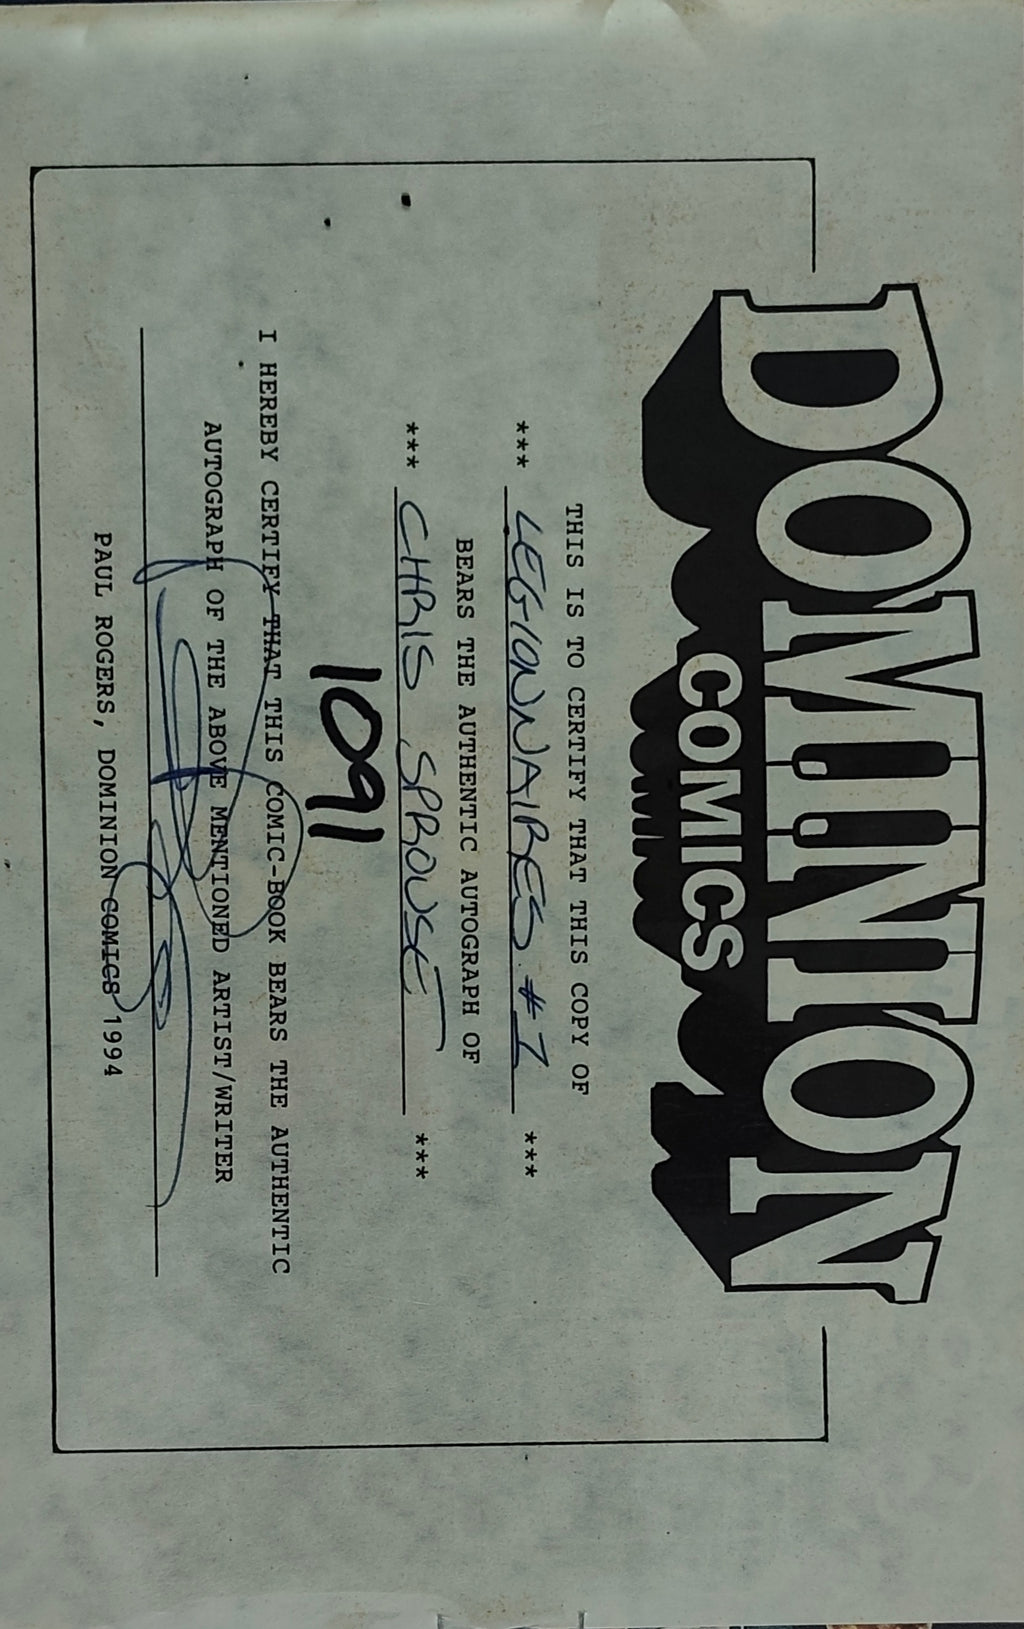 DOMINION
COMICS
THIS IS TO CERTIFY THAT THIS COPY OF
*** LEGIONNAIRES #1 ***
BEARS THE AUTHENTIC AUTOGRAPH OF
*** CHRIS SPROUSE ***
1091
I HEREBY CERTIFY THAT THIS COMIC-BOOK BEARS THE AUTHENTIC
AUTOGRAPH OF THE ABOVE MENTIONED ARTIST/WRITER
PAUL ROGERS, DOMINION COMICS 1994